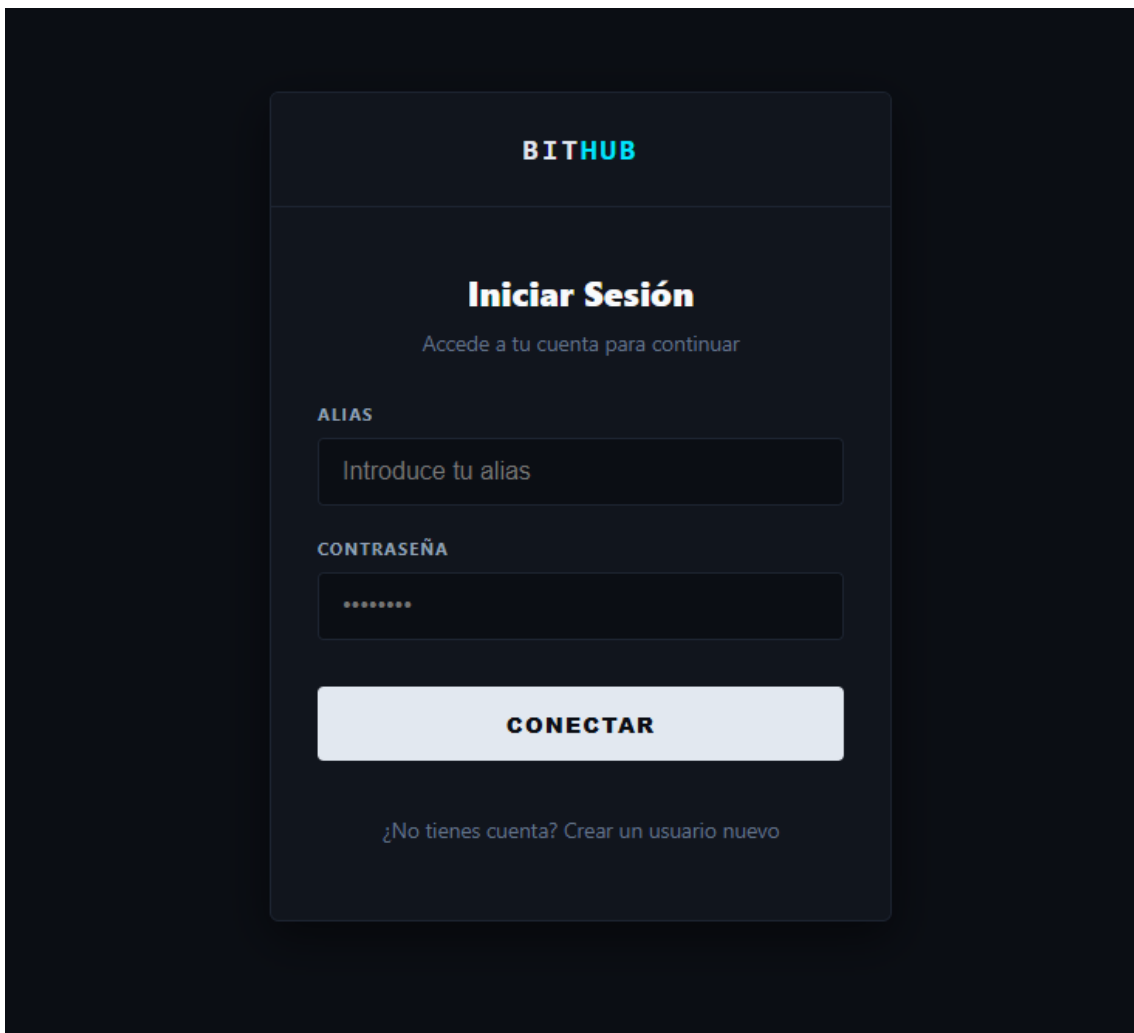 BITHUB
Iniciar Sesión
Accede a tu cuenta para continuar
ALIAS
Introduce tu alias
CONTRASEÑA
••••••••
CONECTAR
¿No tienes cuenta? Crear un usuario nuevo